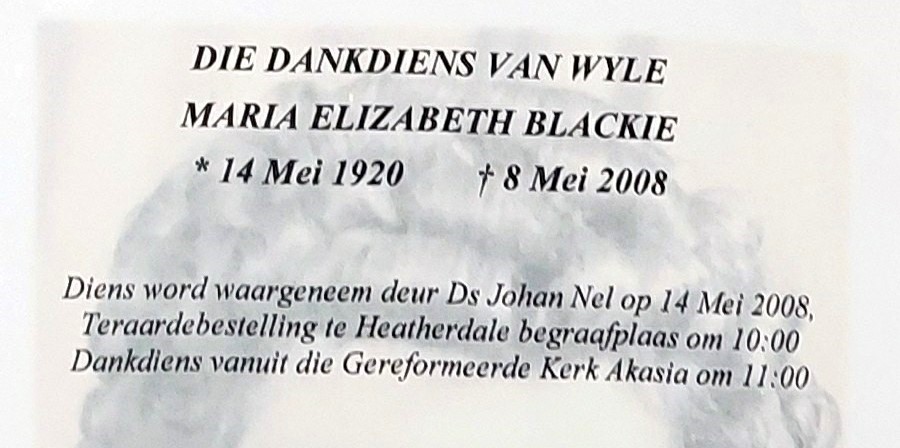 DIE DANKDIENS VAN WYLE
MARIA ELIZABETH BLACKIE
* 14 Mei 1920 † 8 Mei 2008
Diens word waargeneem deur Ds Johan Nel op 14 Mei 2008,
Teraardebestelling te Heatherdale begraafplaas om 10:00
Dankdiens vanuit die Gereformeerde Kerk Akasia om 11:00